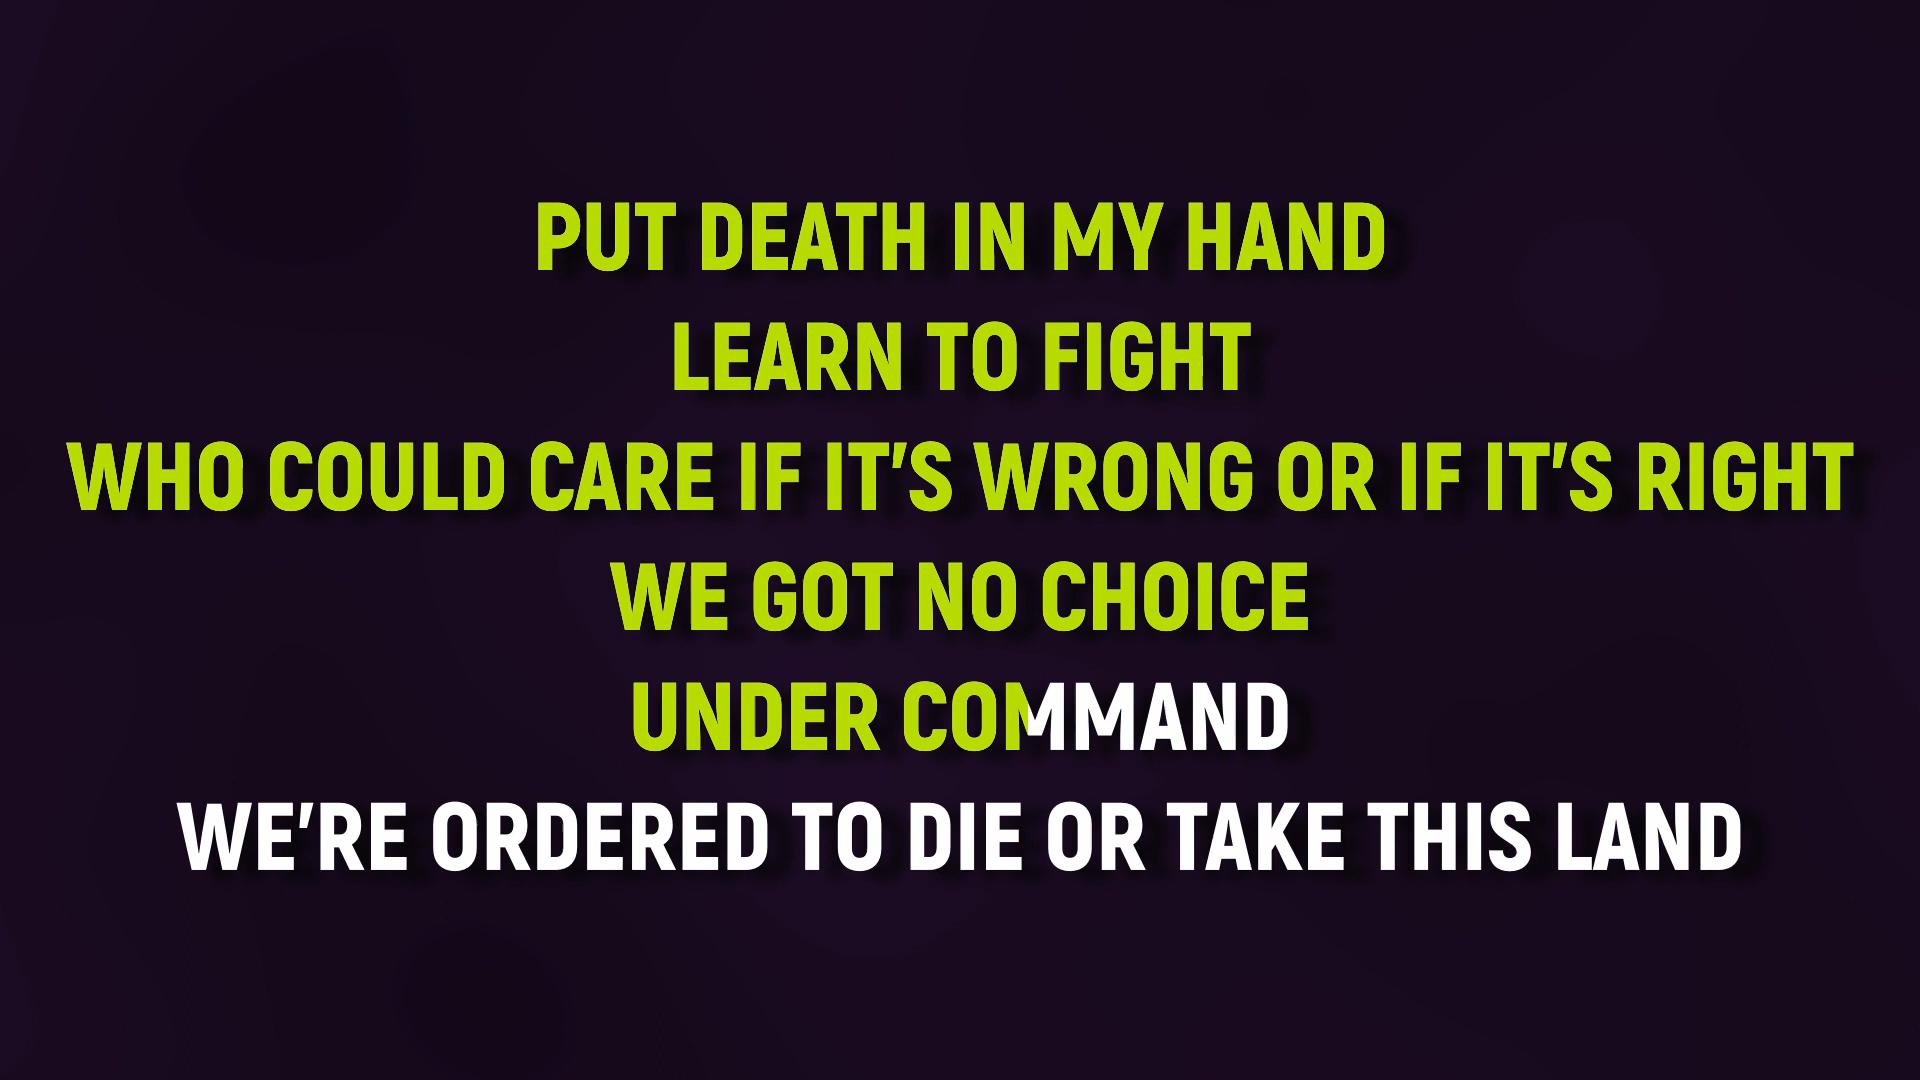 PUT DEATH IN MY HAND
LEARN TO FIGHT
WHO COULD CARE IF IT'S WRONG OR IF IT'S RIGHT
WE GOT NO CHOICE
UNDER COMMAND
WE'RE ORDERED TO DIE OR TAKE THIS LAND